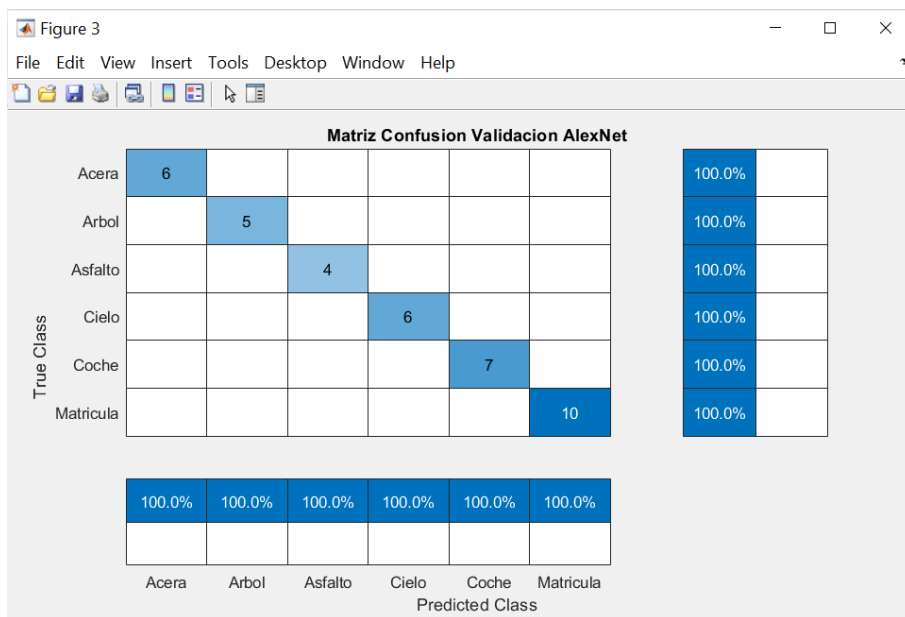 Figure 3
File Edit View Insert Tools Desktop Window Help
Matriz Confusion Validacion AlexNet
True Class
Acera 6 100.0%
Arbol 5 100.0%
Asfalto 4 100.0%
Cielo 6 100.0%
Coche 7 100.0%
Matricula 10 100.0%
100.0% 100.0% 100.0% 100.0% 100.0% 100.0%
Acera Arbol Asfalto Cielo Coche Matricula
Predicted Class